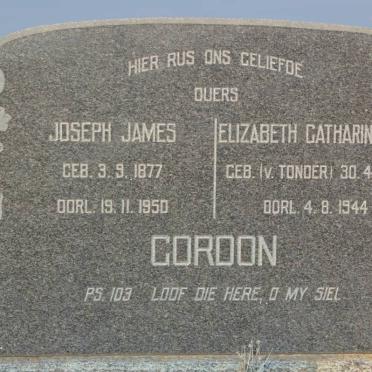 HIER RUS ONS GELIEFDE
OUERS
JOSEPH JAMES
GEB. 3. 9. 1877
OORL. 19. 11. 1950
ELIZABETH CATHARIN
GEB. (v. TONDER) 30. 4
OORL. 4. 8. 1944
GORDON
PS. 103 LOOF DIE HERE, O MY SIEL